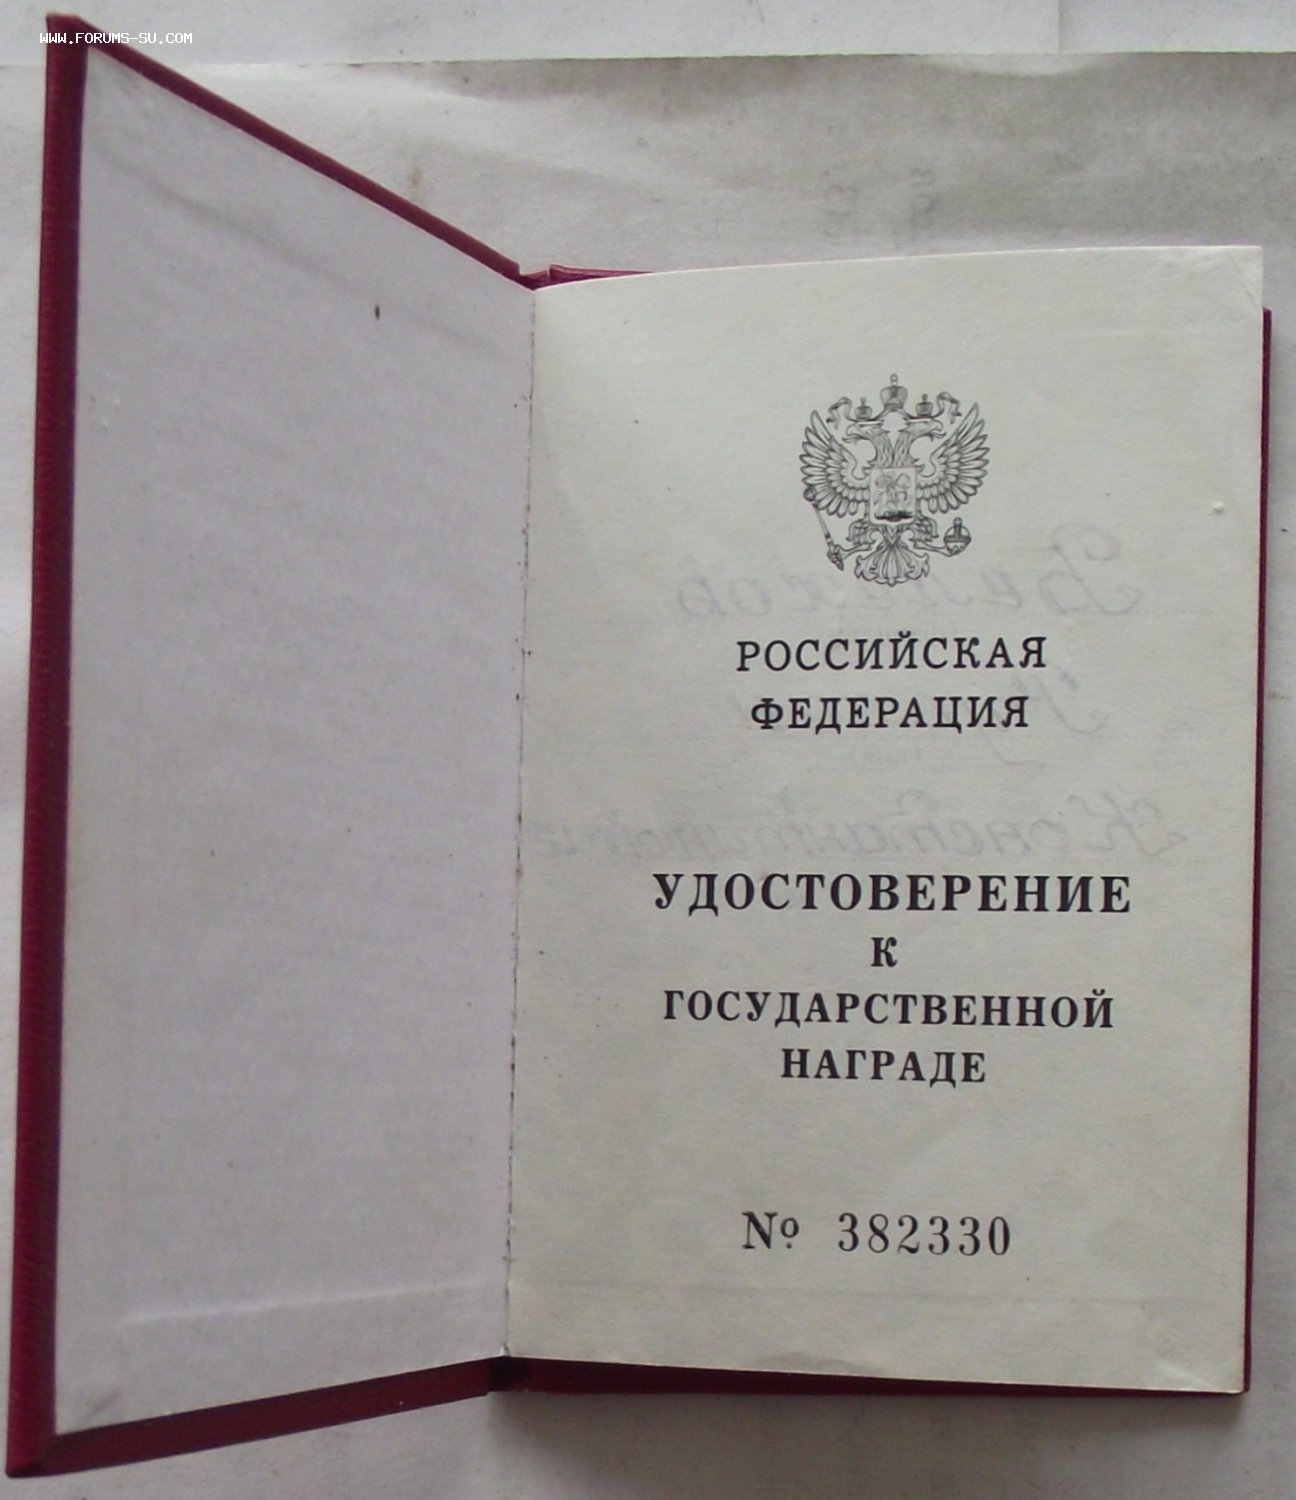 WWW.FORUMS-SU.COM
РОССИЙСКАЯ
ФЕДЕРАЦИЯ
УДОСТОВЕРЕНИЕ
К
ГОСУДАРСТВЕННОЙ
НАГРАДЕ
№ 382330